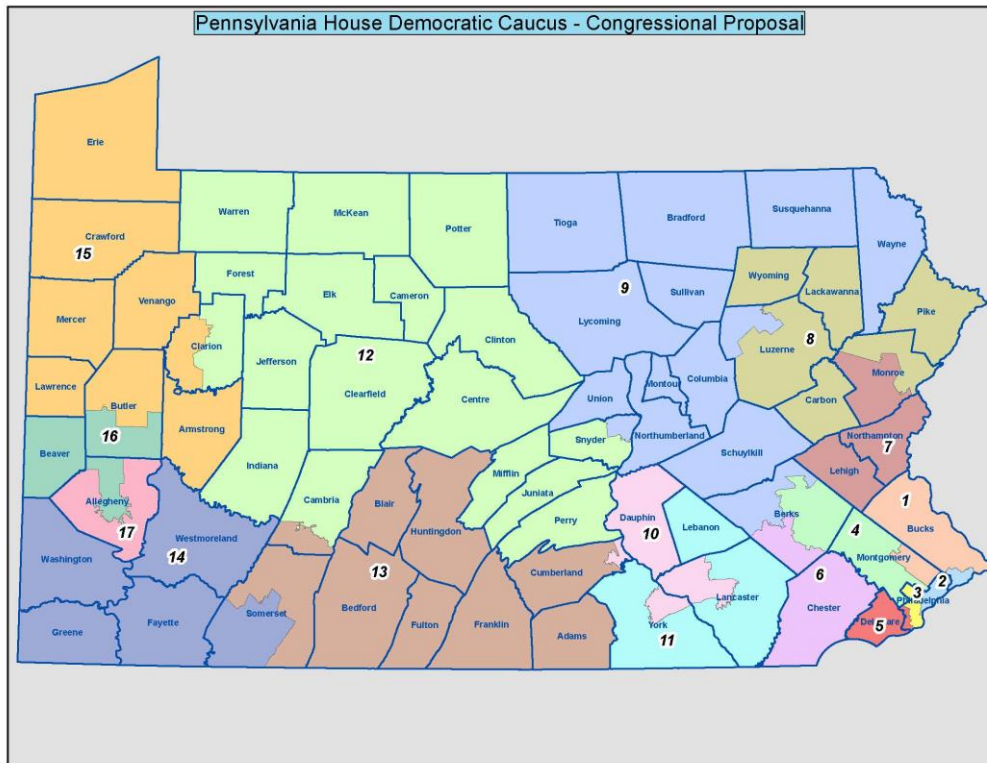 Pennsylvania House Democratic Caucus - Congressional Proposal
Erie
Warren
McKean
Potter
Tioga
Bradford
Susquehanna
Wayne
Crawford
15
Forest
Elk
Cameron
Venango
Mercer
Clarion
Jefferson
12
Clearfield
Clinton
Centre
9
Sullivan
Lycoming
Wyoming
Lackawanna
Pike
8
Luzerne
Monroe
Columbia
Montour
Union
Carbon
Lawrence
Butler
16
Armstrong
Beaver
Snyder
Northumberland
Northampton
7
Lehigh
Schuylkill
Indiana
Mifflin
Juniata
Cambria
Blair
Huntingdon
Perry
Allegheny
17
Westmoreland
14
Washington
Dauphin
10
Lebanon
Berks
1
Bucks
4
Montgomery
2
3
Philadelphia
Cumberland
13
6
Chester
Delaware
5
Lancaster
York
11
Somerset
Bedford
Fulton
Franklin
Adams
Greene
Fayette